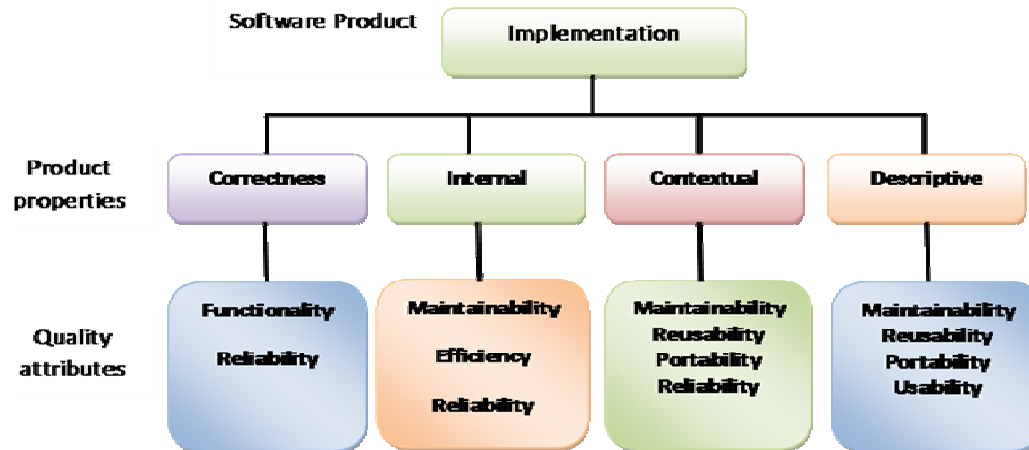 Software Product
Implementation
Product
properties
Correctness
Internal
Contextual
Descriptive
Quality
attributes
Functionality
Reliability
Maintainability
Efficiency
Reliability
Maintainability
Reusability
Portability
Reliability
Maintainability
Reusability
Portability
Usability